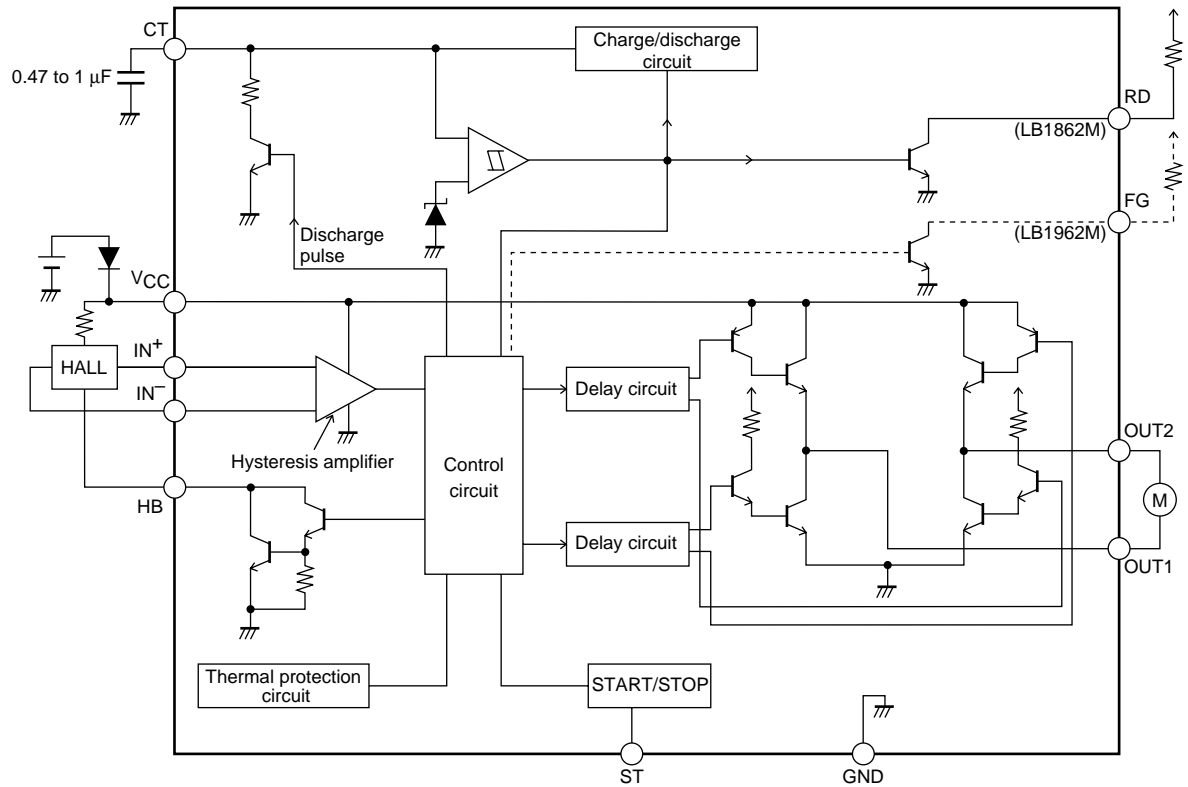 CT
Charge/discharge
circuit
0.47 to 1 μF
RD
(LB1862M)
FG
(LB1962M)
Discharge
pulse
VCC
IN+
HALL
IN−
Delay circuit
OUT2
Hysteresis amplifier
Control
circuit
HB
M
Delay circuit
OUT1
Thermal protection
circuit
START/STOP
ST
GND